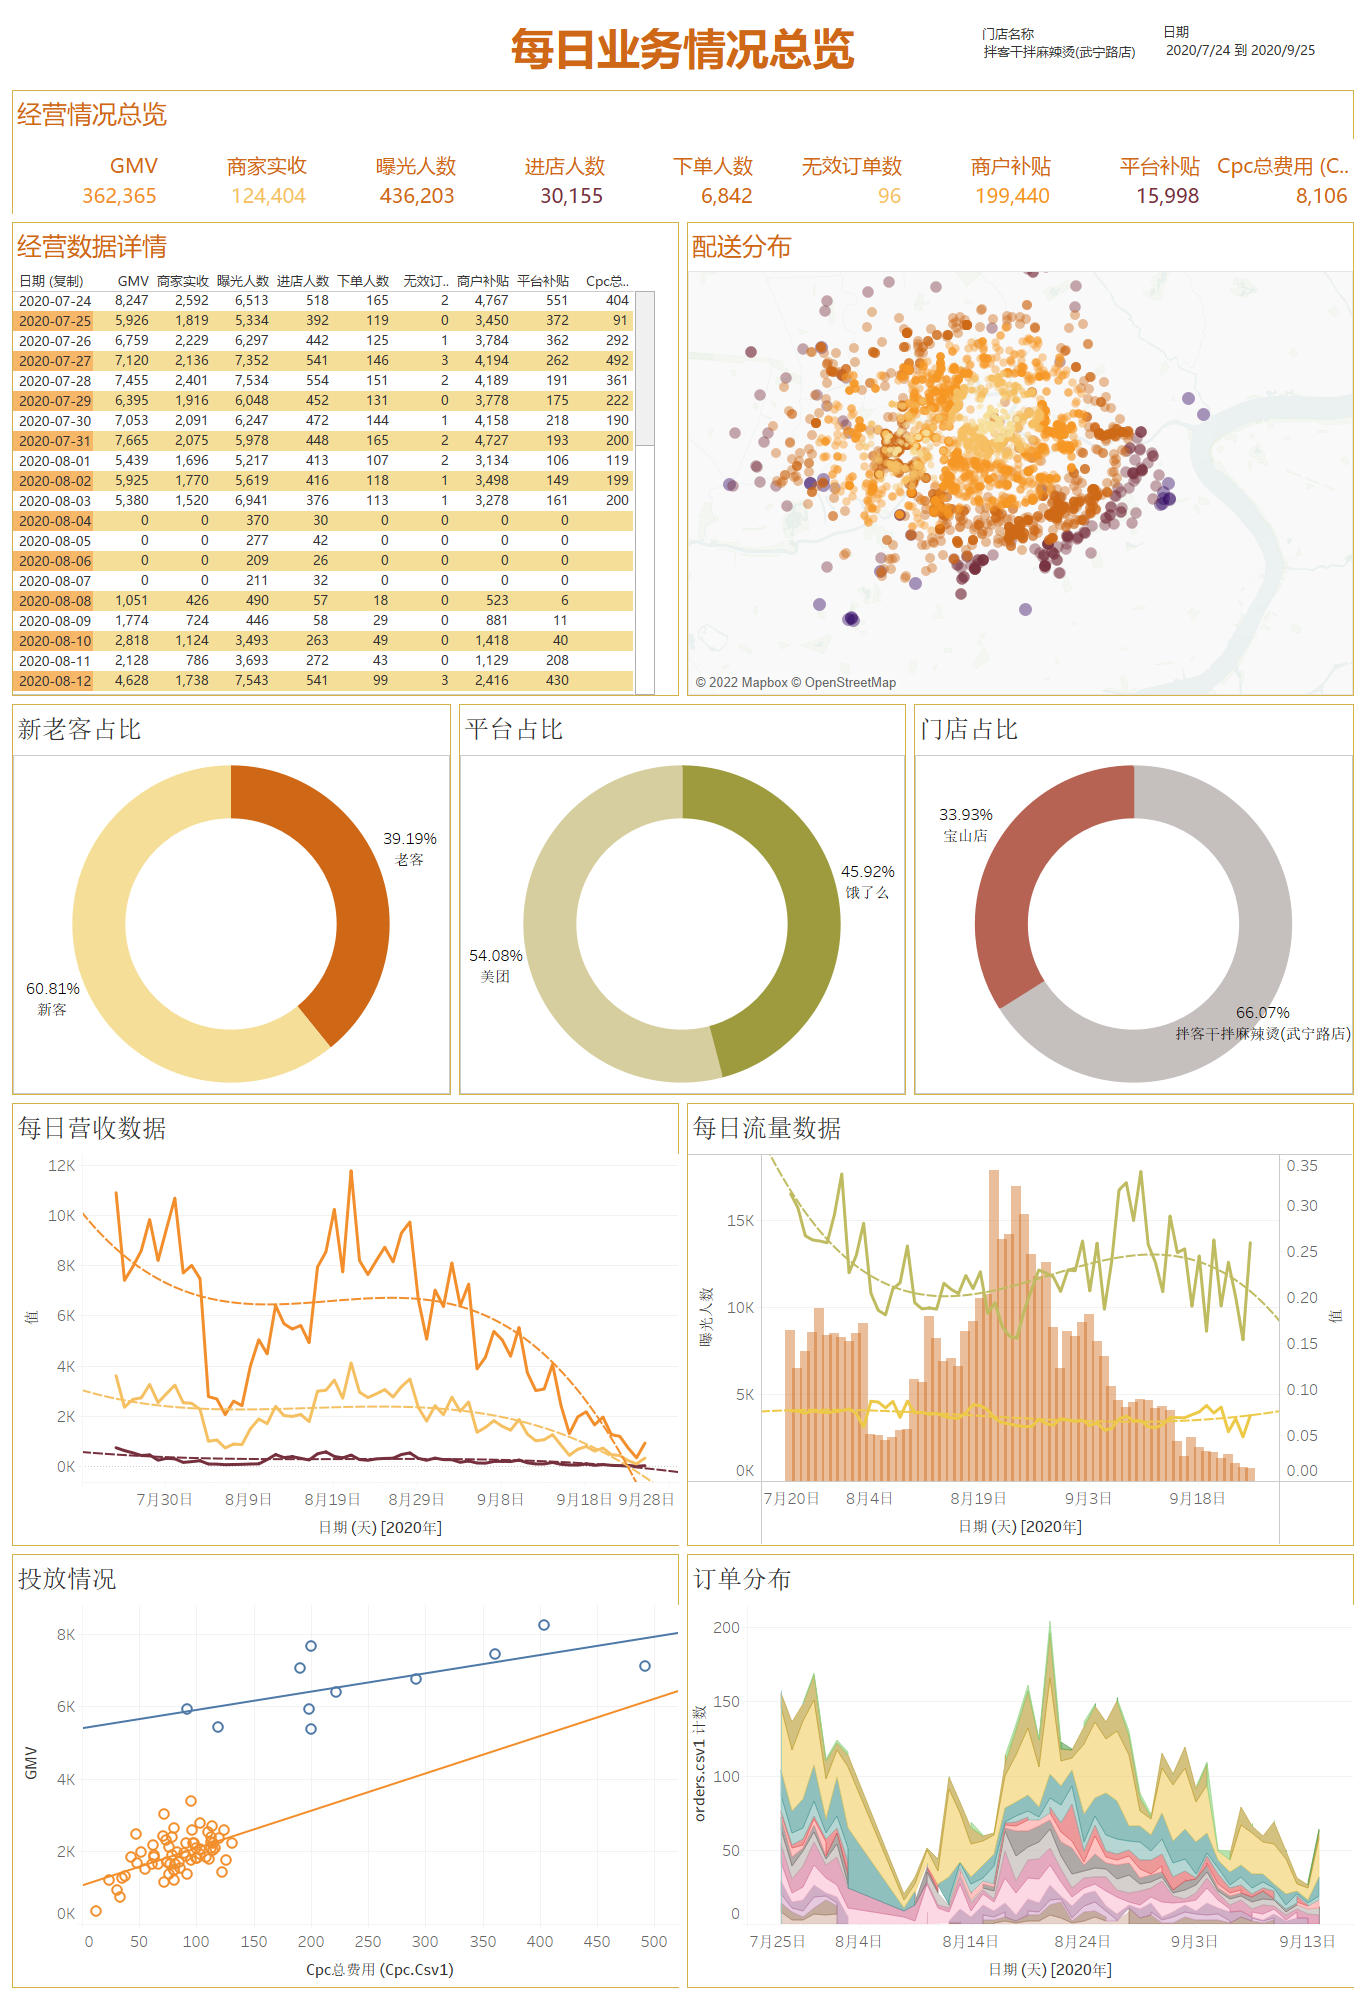 每日业务情况总览
门店名称
拌客干拌麻辣烫(武宁路店)
日期
2020/7/24 到 2020/9/25
经营情况总览
GMV 商家实收 曝光人数 进店人数 下单人数 无效订单数 商户补贴 平台补贴 Cpc总费用 (C..
362,365 124,404 436,203 30,155 6,842 96 199,440 15,998 8,106
经营数据详情
日期 (复制) GMV 商家实收 曝光人数 进店人数 下单人数 无效订.. 商户补贴 平台补贴 Cpc总..
2020-07-24 8,247 2,592 6,513 518 165 2 4,767 551 404
2020-07-25 5,926 1,819 5,334 392 119 0 3,450 372 91
2020-07-26 6,759 2,229 6,297 442 125 1 3,784 362 292
2020-07-27 7,120 2,136 7,352 541 146 3 4,194 262 492
2020-07-28 7,455 2,401 7,534 554 151 2 4,189 191 361
2020-07-29 6,395 1,916 6,048 452 131 0 3,778 175 222
2020-07-30 7,053 2,091 6,247 472 144 1 4,158 218 190
2020-07-31 7,665 2,075 5,978 448 165 2 4,727 193 200
2020-08-01 5,439 1,696 5,217 413 107 2 3,134 106 119
2020-08-02 5,925 1,770 5,619 416 118 1 3,498 149 199
2020-08-03 5,380 1,520 6,941 376 113 1 3,278 161 200
2020-08-04 0 0 370 30 0 0 0 0
2020-08-05 0 0 277 42 0 0 0 0
2020-08-06 0 0 209 26 0 0 0 0
2020-08-07 0 0 211 32 0 0 0 0
2020-08-08 1,051 426 490 57 18 0 523 6
2020-08-09 1,774 724 446 58 29 0 881 11
2020-08-10 2,818 1,124 3,493 263 49 0 1,418 40
2020-08-11 2,128 786 3,693 272 43 0 1,129 208
2020-08-12 4,628 1,738 7,543 541 99 3 2,416 430
配送分布
© 2022 Mapbox © OpenStreetMap
新老客占比
39.19%
老客
60.81%
新客
平台占比
45.92%
饿了么
54.08%
美团
门店占比
33.93%
宝山店
66.07%
拌客干拌麻辣烫(武宁路店)
每日营收数据
12K
10K
8K
6K
4K
2K
0K
值
7月30日 8月9日 8月19日 8月29日 9月8日 9月18日 9月28日
日期 (天) [2020年]
每日流量数据
15K
10K
5K
0K
曝光人数
0.35
0.30
0.25
0.20
0.15
0.10
0.05
0.00
值
7月20日 8月4日 8月19日 9月3日 9月18日
日期 (天) [2020年]
投放情况
8K
6K
4K
2K
0K
GMV
0 50 100 150 200 250 300 350 400 450 500
Cpc总费用 (Cpc.Csv1)
订单分布
200
150
100
50
0
orders.csv1 计数
7月25日 8月4日 8月14日 8月24日 9月3日 9月13日
日期 (天) [2020年]